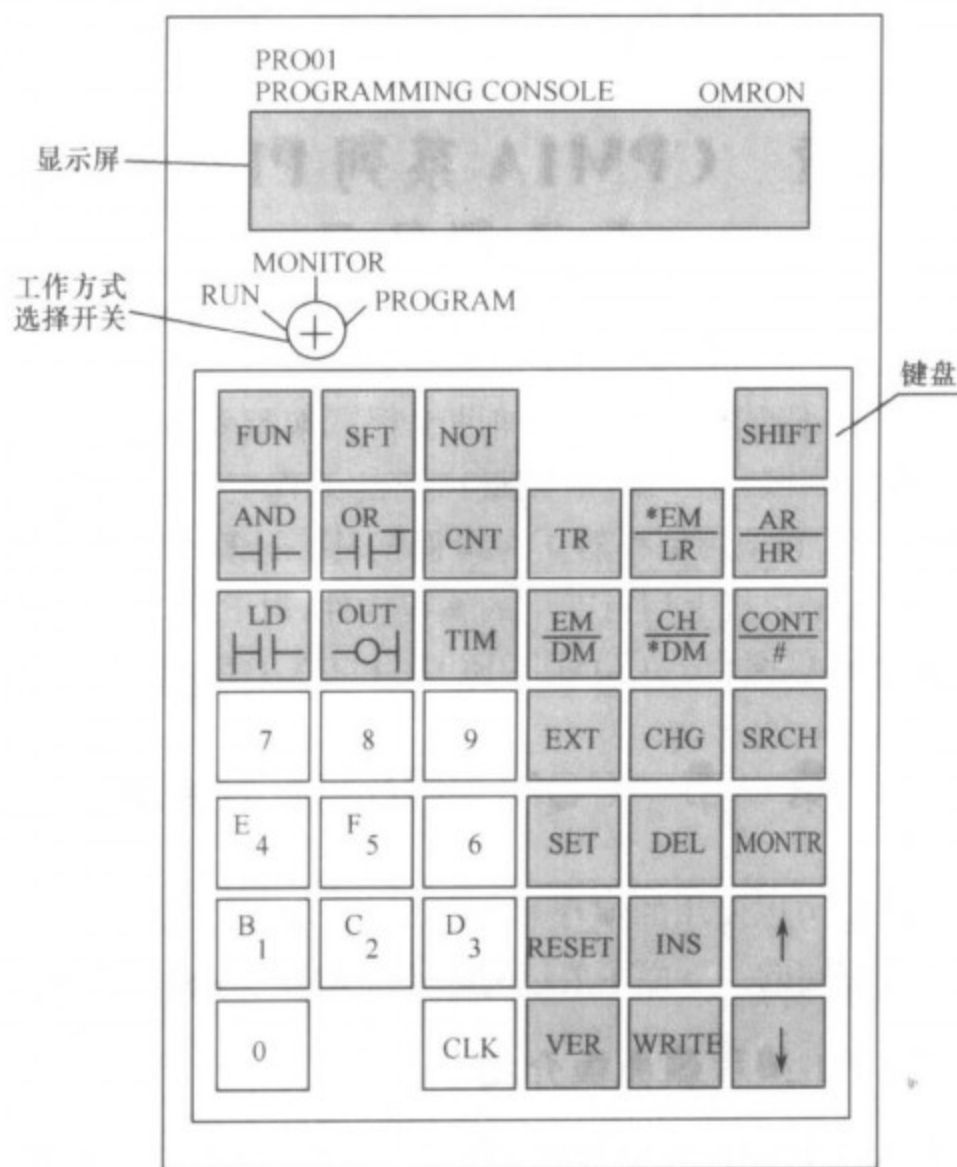 PRO01
PROGRAMMING CONSOLE OMRON
显示屏
MONITOR
RUN PROGRAM
工作方式
选择开关
键盘
FUN SFT NOT SHIFT
AND OR CNT TR *EM LR AR HR
LD OUT TIM EM DM CH *DM CONT #
7 8 9 EXT CHG SRCH
E 4 F 5 6 SET DEL MONTR
B 1 C 2 D 3 RESET INS ↑
0 CLK VER WRITE ↓